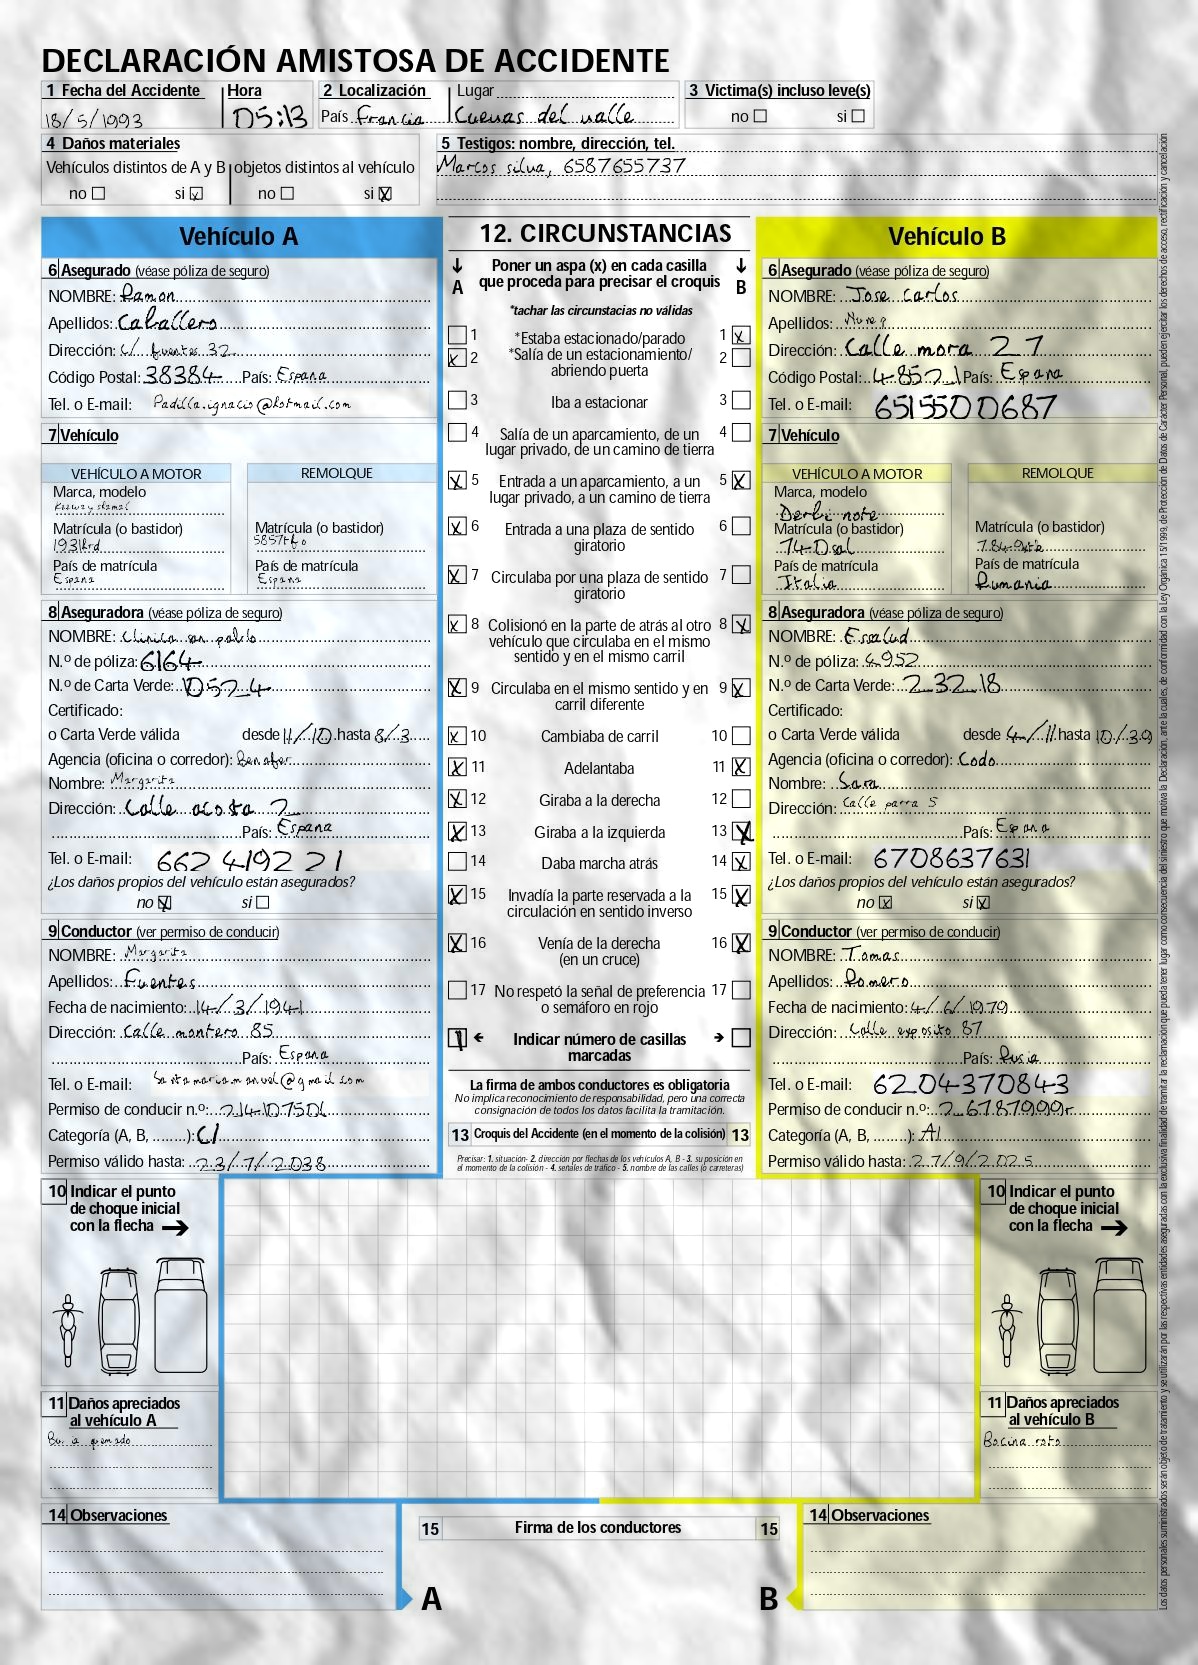 DECLARACIÓN AMISTOSA DE ACCIDENTE
1 Fecha del Accidente Hora 2 Localización Lugar 3 Victima(s) incluso leve(s)
18/5/1993 05:13 País Francia Cuevas del valle no si
4 Daños materiales 5 Testigos: nombre, dirección, tel.
Vehículos distintos de A y B objetos distintos al vehículo Marcos silva, 6587655737
no si x no si X
Vehículo A
6 Asegurado (véase póliza de seguro)
NOMBRE: Ramon
Apellidos: Caballero
Dirección: C/ fuentes 32
Código Postal: 38384 País: Espana
Tel. o E-mail: Padilla.ignacio@hotmail.com
7 Vehículo
VEHÍCULO A MOTOR REMOLQUE
Marca, modelo
Matrícula (o bastidor) Matrícula (o bastidor)
País de matrícula País de matrícula
Espana Espana
8 Aseguradora (véase póliza de seguro)
NOMBRE: Clinica san pablo
N.º de póliza: 6164
N.º de Carta Verde: 10524
Certificado:
o Carta Verde válida desde 11/10 hasta 8/3
Agencia (oficina o corredor): Benafer
Nombre: Margarita
Dirección: Calle acosta 2
País: Espana
Tel. o E-mail: 662419221
¿Los daños propios del vehículo están asegurados?
no X si
9 Conductor (ver permiso de conducir)
NOMBRE: Margarita
Apellidos: Fuentes
Fecha de nacimiento: 14/3/1941
Dirección: Calle montero 85
País: Espana
Tel. o E-mail: Santamariamanuel@gmail.com
Permiso de conducir n.º:
Categoría (A, B, ........): C1
Permiso válido hasta: 23/7/2038
12. CIRCUNSTANCIAS
A Poner un aspa (x) en cada casilla B
que proceda para precisar el croquis
*tachar las circunstacias no válidas
1 *Estaba estacionado/parado 1 x
x 2 *Salía de un estacionamiento/ 2
abriendo puerta
3 Iba a estacionar 3
4 Salía de un aparcamiento, de un 4
lugar privado, de un camino de tierra
X 5 Entrada a un aparcamiento, a un 5 X
lugar privado, a un camino de tierra
X 6 Entrada a una plaza de sentido 6
giratorio
X 7 Circulaba por una plaza de sentido 7
giratorio
x 8 Colisionó en la parte de atrás al otro 8 X
vehículo que circulaba en el mismo
sentido y en el mismo carril
X 9 Circulaba en el mismo sentido y en 9 X
carril diferente
x 10 Cambiaba de carril 10
X 11 Adelantaba 11 X
X 12 Giraba a la derecha 12
X 13 Giraba a la izquierda 13 X
14 Daba marcha atrás 14 X
X 15 Invadía la parte reservada a la 15 X
circulación en sentido inverso
X 16 Venía de la derecha 16 X
(en un cruce)
17 No respetó la señal de preferencia 17
o semáforo en rojo
Indicar número de casillas
marcadas
La firma de ambos conductores es obligatoria
No implica reconocimiento de responsabilidad, pero una correcta
consignación de todos los datos facilita la tramitación.
13 Croquis del Accidente (en el momento de la colisión) 13
Precisar: 1. situación- 2. dirección por flechas de los vehículos A, B - 3. su posición en
el momento de la colisión - 4. señales de tráfico - 5. nombre de las calles (o carreteras)
Vehículo B
6 Asegurado (véase póliza de seguro)
NOMBRE: Jose carlos
Apellidos:
Dirección: Calle mora 27
Código Postal: 48521 País: Espana
Tel. o E-mail: 6515500687
7 Vehículo
VEHÍCULO A MOTOR REMOLQUE
Marca, modelo
Derbi note
Matrícula (o bastidor) Matrícula (o bastidor)
País de matrícula País de matrícula
Italia Rumania
8 Aseguradora (véase póliza de seguro)
NOMBRE: Essalud
N.º de póliza: 4952
N.º de Carta Verde: 23218
Certificado:
o Carta Verde válida desde 4/11 hasta 10/39
Agencia (oficina o corredor): Codo
Nombre: Sara
Dirección: Calle parra 5
País: Espana
Tel. o E-mail: 6708637631
¿Los daños propios del vehículo están asegurados?
no x si x
9 Conductor (ver permiso de conducir)
NOMBRE: Tomas
Apellidos: Romero
Fecha de nacimiento: 4/6/1979
Dirección: Calle esposito 87
País: Rusia
Tel. o E-mail: 6204370843
Permiso de conducir n.º: 26787999r
Categoría (A, B, ........): A1
Permiso válido hasta: 27/9/2025
10 Indicar el punto
de choque inicial
con la flecha
11 Daños apreciados
al vehículo A
10 Indicar el punto
de choque inicial
con la flecha
11 Daños apreciados
al vehículo B
Bocina rota
14 Observaciones
15 Firma de los conductores 15
14 Observaciones
A B
Los datos personales suministrados serán objeto de tratamiento y se utilizarán por las respectivas entidades aseguradas con la exclusiva finalidad de tramitar la reclamación que pueda tener lugar como consecuencia del siniestro que motiva la Declaración, ante la cuales, de conformidad con la Ley Orgánica 15/1999, de Protección de Datos de Carácter Personal, pueden ejercitar los derechos de acceso, rectificación y cancelación